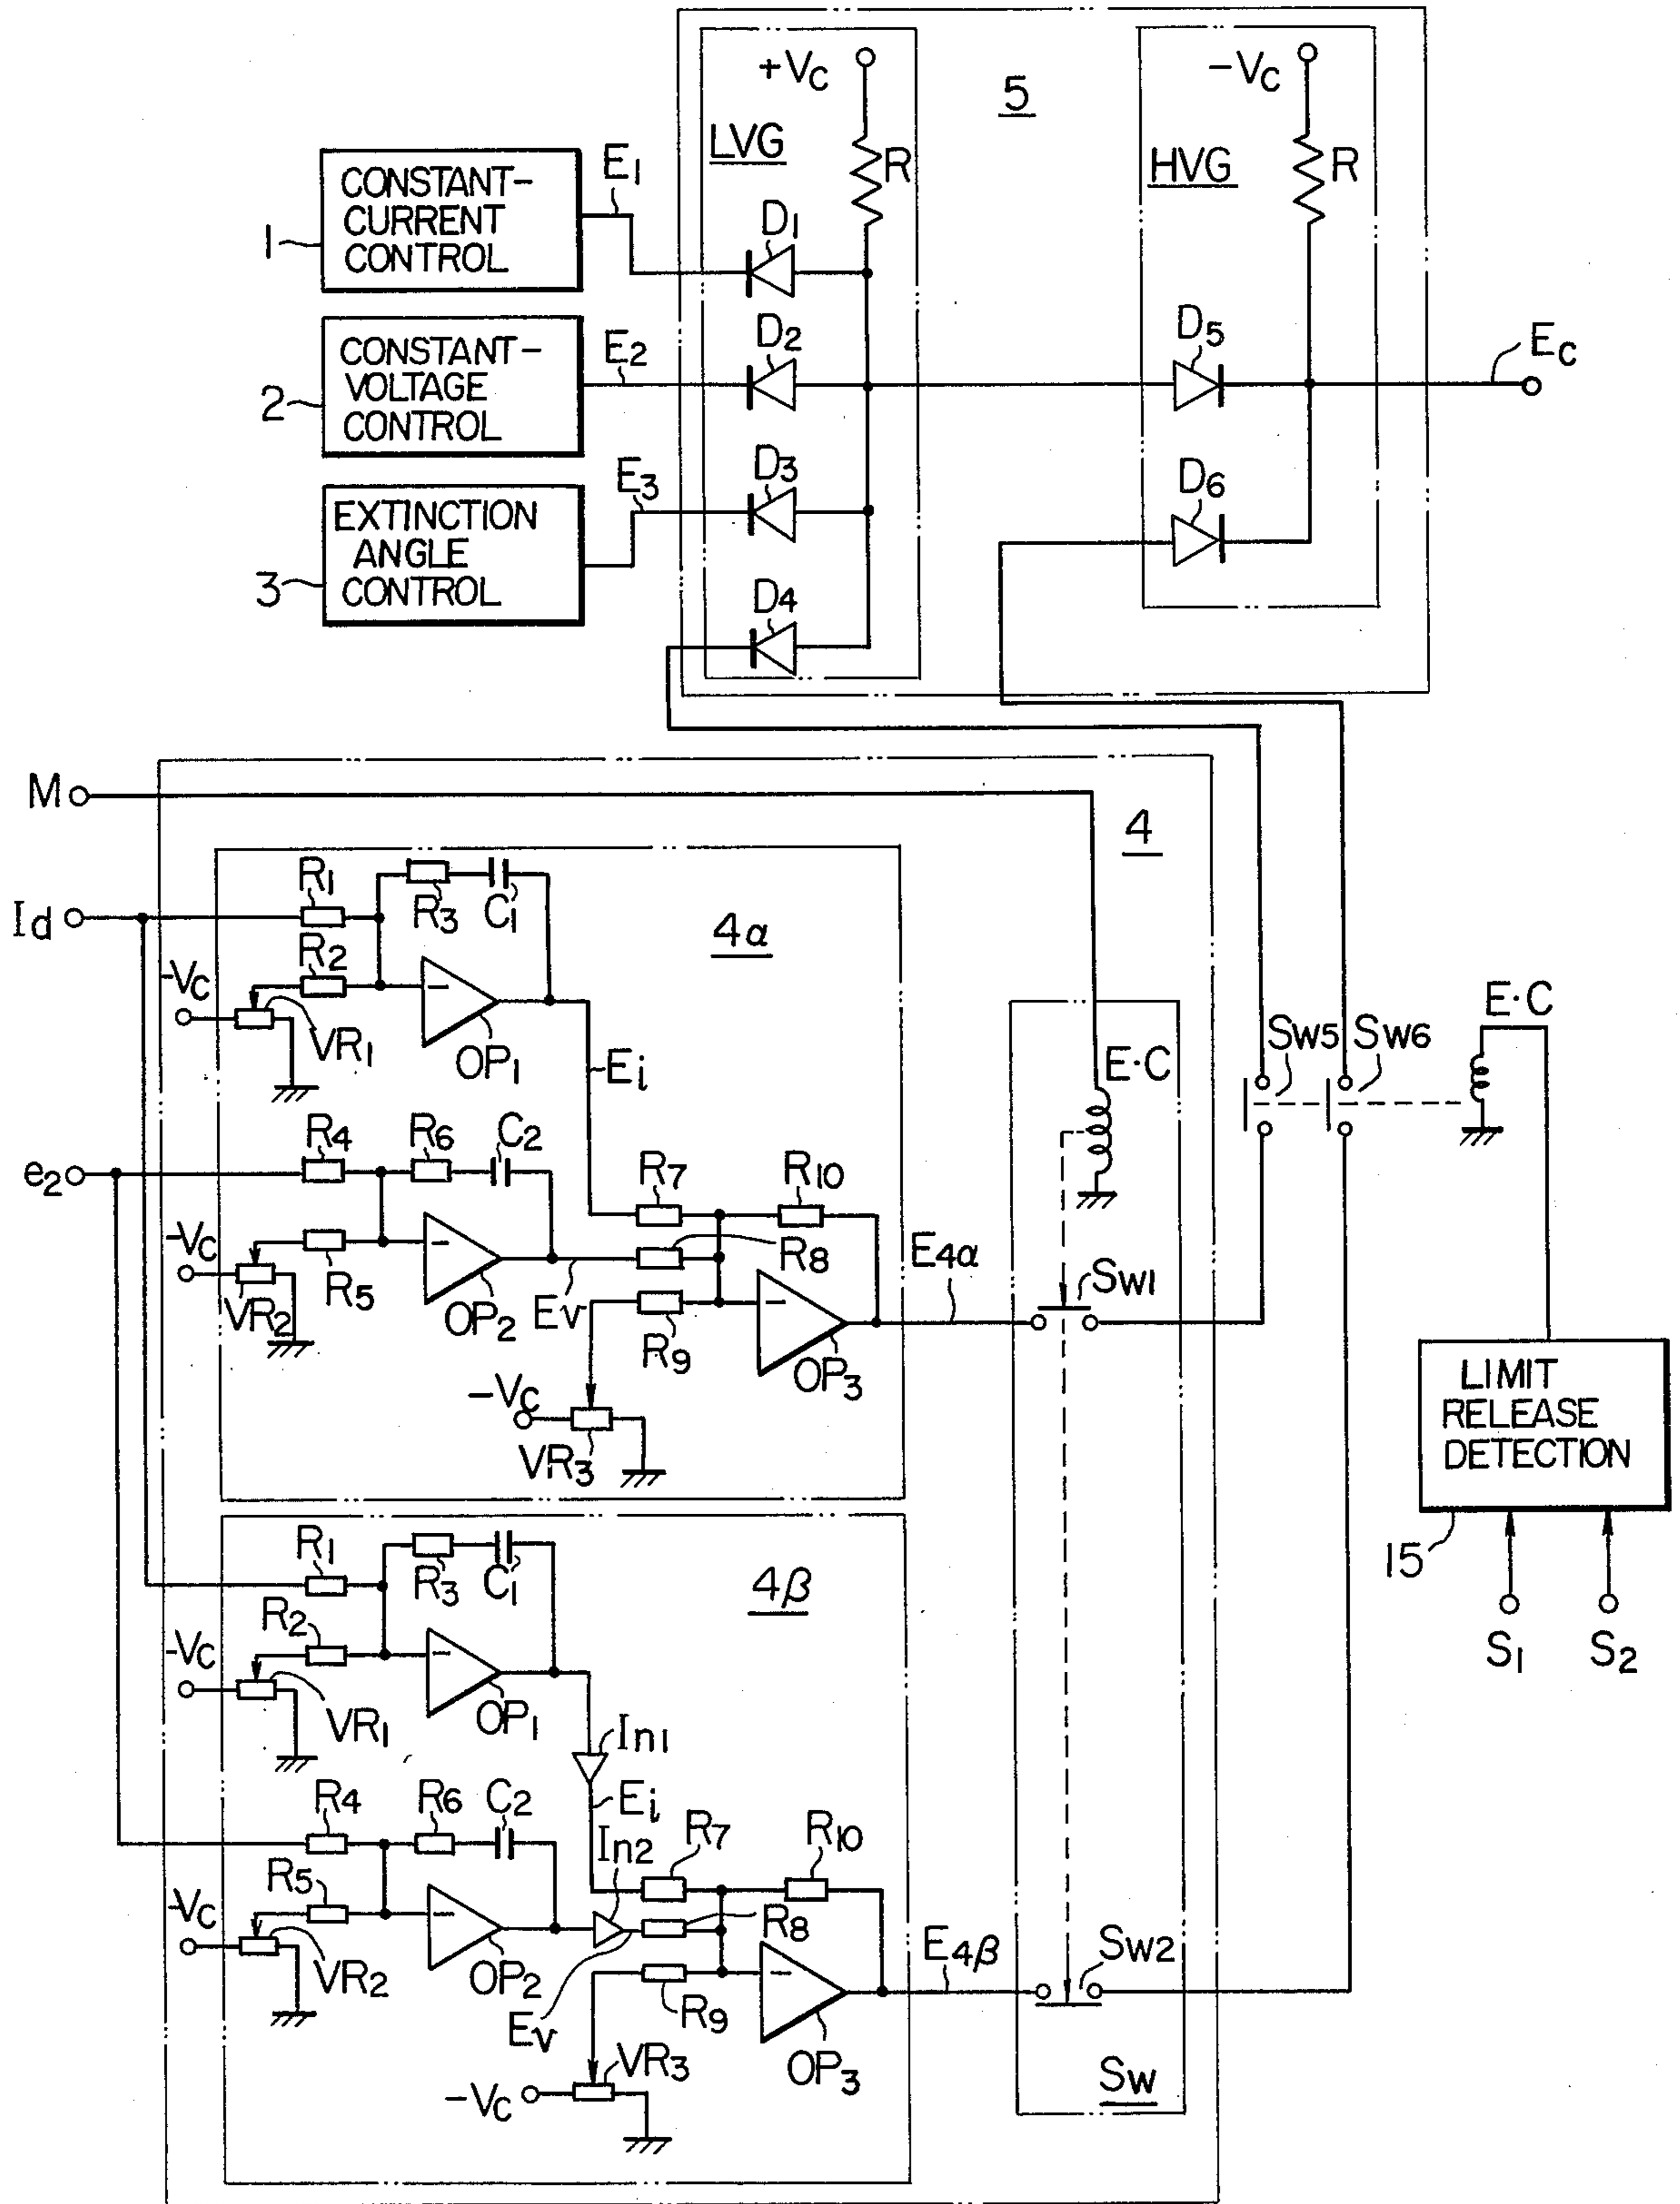 +Vc
5
-Vc
LVG
R
HVG
R
CONSTANT-
CURRENT
CONTROL
1
E1
D1
CONSTANT-
VOLTAGE
CONTROL
2
E2
D2
D5
Ec
EXTINCTION
ANGLE
CONTROL
3
E3
D3
D6
D4
M
4
Id
R1
R3
C1
4α
R2
-Vc
VR1
OP1
Ei
E·C
SW5
SW6
E·C
e2
R4
R6
C2
R7
R10
-Vc
R5
VR2
OP2
Ev
R8
E4α
SW1
R9
OP3
-Vc
VR3
LIMIT
RELEASE
DETECTION
15
S1
S2
R1
R3
C1
4β
R2
-Vc
VR1
OP1
In1
Ei
R4
R6
C2
In2
R7
R10
R5
-Vc
VR2
OP2
Ev
R8
E4β
SW2
R9
OP3
VR3
-Vc
SW